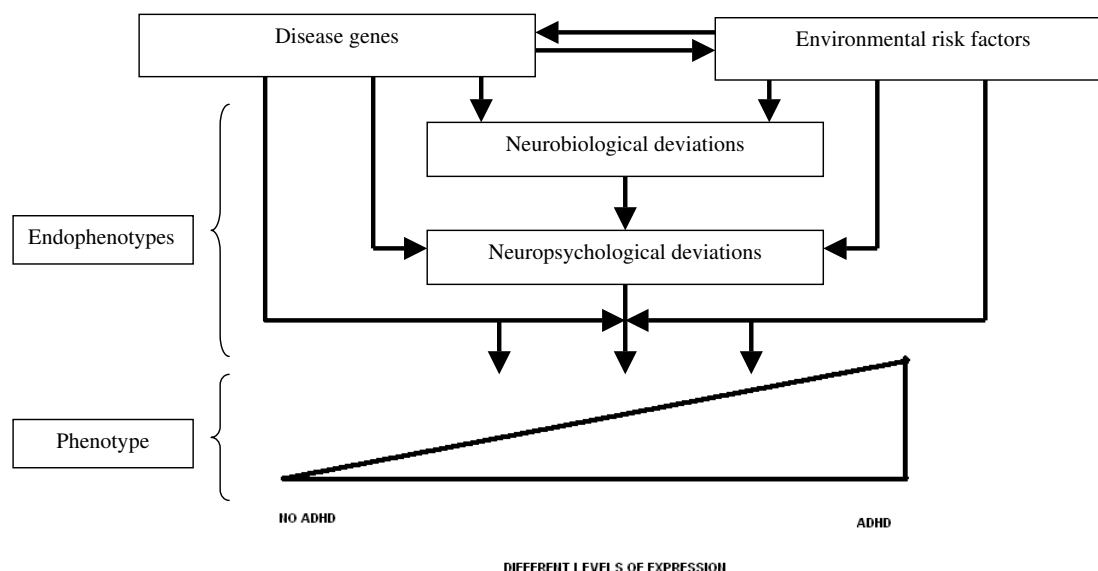 Disease genes
Environmental risk factors
Neurobiological deviations
Endophenotypes
Neuropsychological deviations
Phenotype
NO ADHD
ADHD
DIFFERENT LEVELS OF EXPRESSION